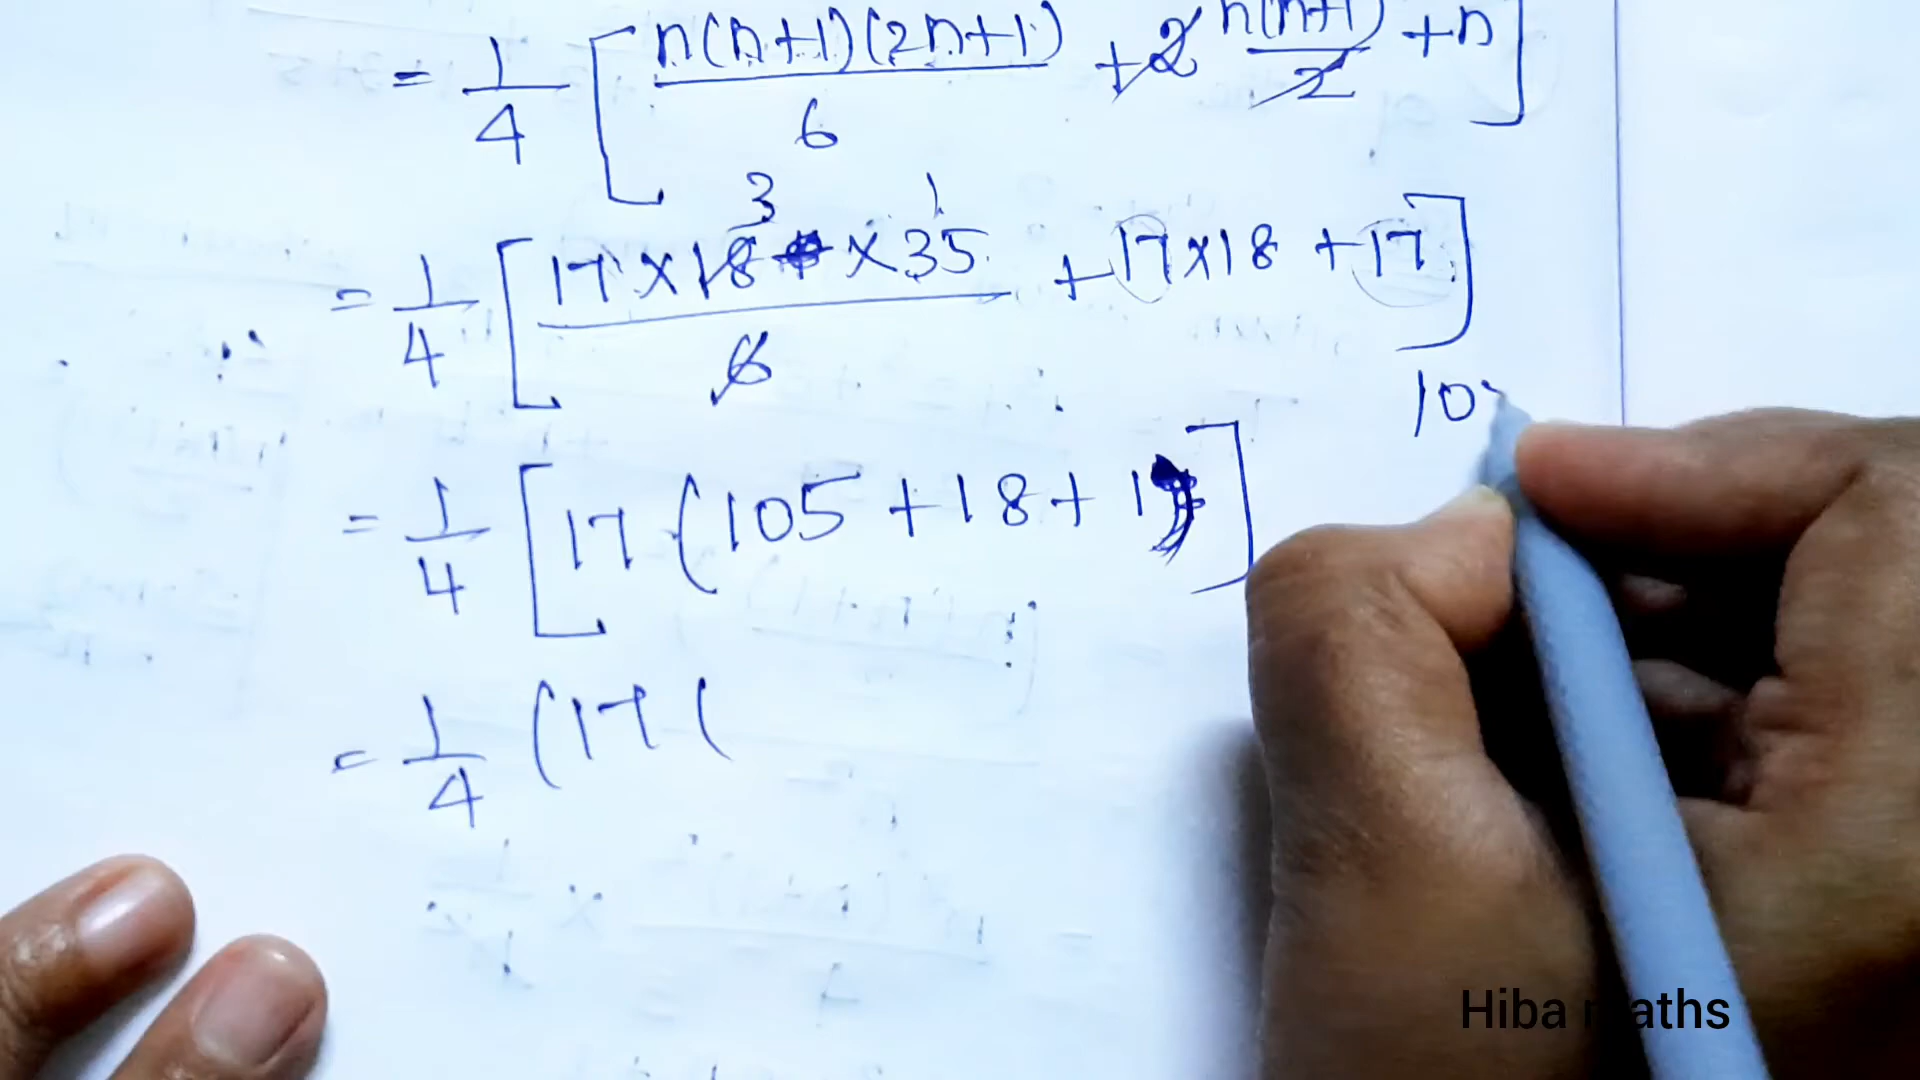 = 1/4 [ n(n+1)(2n+1)/6 + 2 n(n+1)/2 + n ]
= 1/4 [ 17 × 18 3 × 35 1 / 6 + 17×18 + 17 ]
10
= 1/4 [ 17 ( 105 + 18 + 1) ]
= 1/4 (17 (
Hiba maths